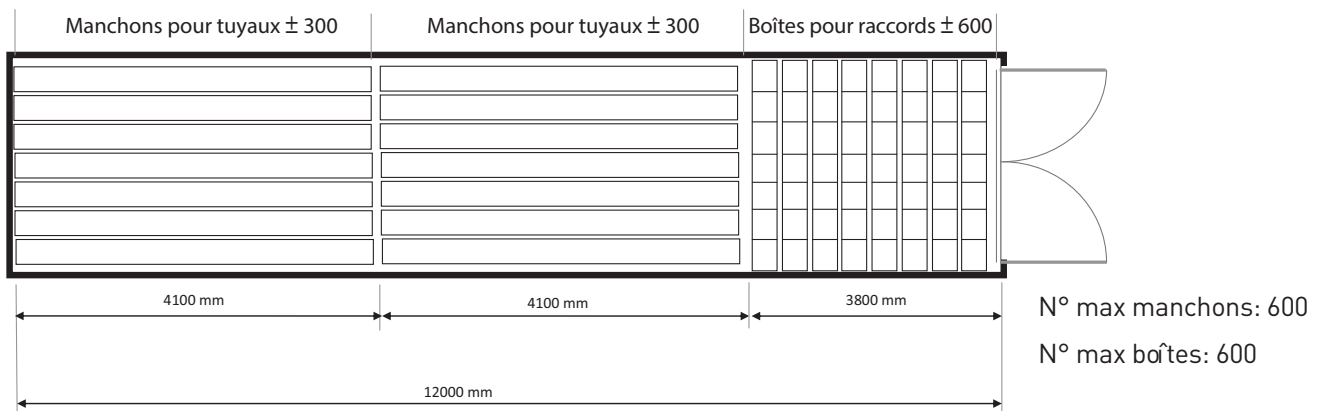 Manchons pour tuyaux ± 300
Manchons pour tuyaux ± 300
Boîtes pour raccords ± 600
4100 mm
4100 mm
3800 mm
N° max manchons: 600
N° max boîtes: 600
12000 mm